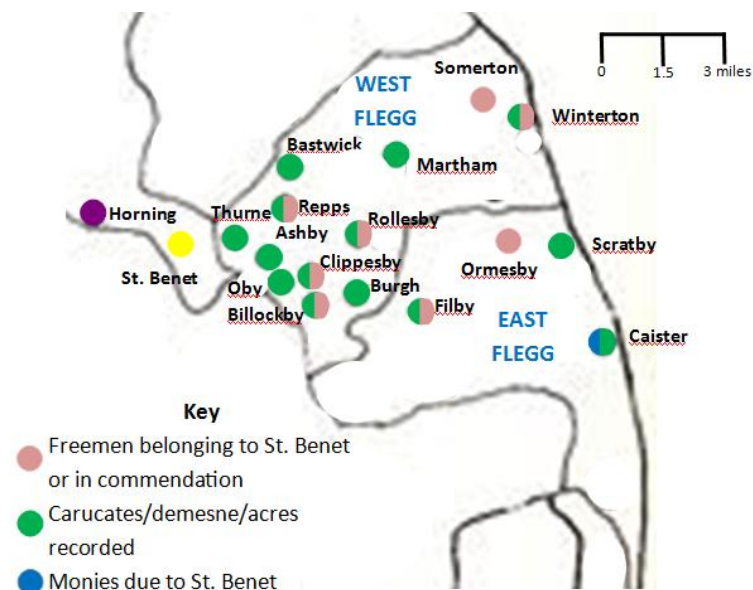 Somerton
0 1.5 3 miles
WEST
FLEGG
Winterton
Bastwick
Martham
Horning
Thurne
Repps
Rollesby
Ashby
St. Benet
Clippesby
Ormesby
Scratby
Oby
Burgh
Billockby
Filby
EAST
FLEGG
Caister
Key
Freemen belonging to St. Benet
or in commendation
Carucates/demesne/acres
recorded
Monies due to St. Benet